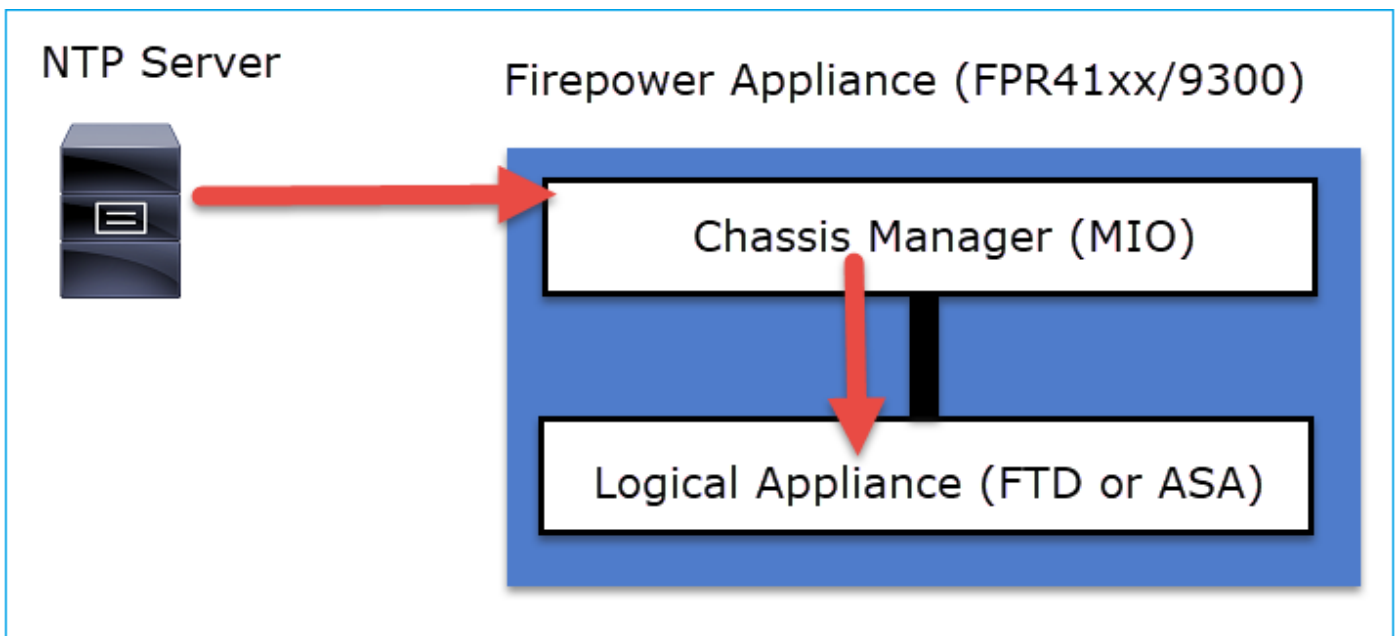 NTP Server
Firepower Appliance (FPR41xx/9300)
Chassis Manager (MIO)
Logical Appliance (FTD or ASA)